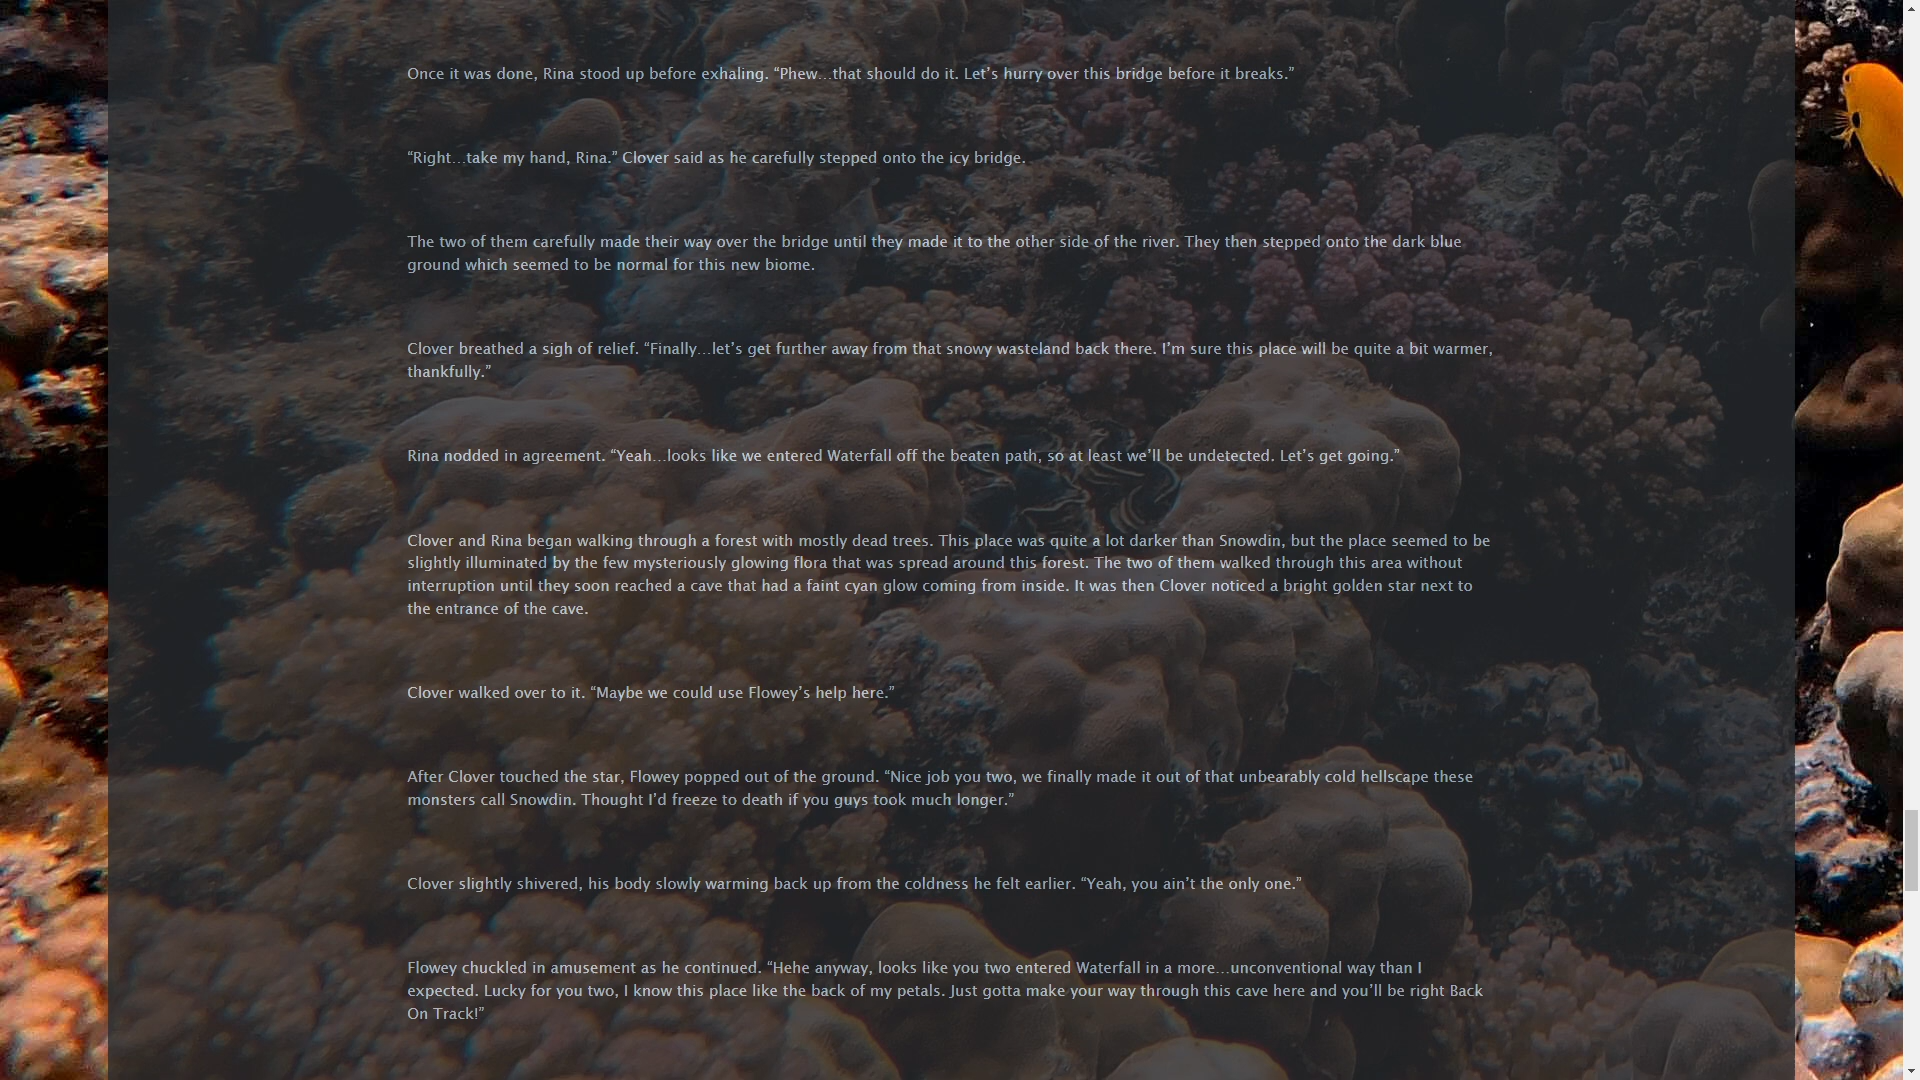 Once it was done, Rina stood up before exhaling. “Phew…that should do it. Let’s hurry over this bridge before it breaks.”
“Right…take my hand, Rina.” Clover said as he carefully stepped onto the icy bridge.
The two of them carefully made their way over the bridge until they made it to the other side of the river. They then stepped onto the dark blue
ground which seemed to be normal for this new biome.
Clover breathed a sigh of relief. “Finally…let’s get further away from that snowy wasteland back there. I’m sure this place will be quite a bit warmer,
thankfully.”
Rina nodded in agreement. “Yeah…looks like we entered Waterfall off the beaten path, so at least we’ll be undetected. Let’s get going.”
Clover and Rina began walking through a forest with mostly dead trees. This place was quite a lot darker than Snowdin, but the place seemed to be
slightly illuminated by the few mysteriously glowing flora that was spread around this forest. The two of them walked through this area without
interruption until they soon reached a cave that had a faint cyan glow coming from inside. It was then Clover noticed a bright golden star next to
the entrance of the cave.
Clover walked over to it. “Maybe we could use Flowey’s help here.”
After Clover touched the star, Flowey popped out of the ground. “Nice job you two, we finally made it out of that unbearably cold hellscape these
monsters call Snowdin. Thought I’d freeze to death if you guys took much longer.”
Clover slightly shivered, his body slowly warming back up from the coldness he felt earlier. “Yeah, you ain’t the only one.”
Flowey chuckled in amusement as he continued. “Hehe anyway, looks like you two entered Waterfall in a more…unconventional way than I
expected. Lucky for you two, I know this place like the back of my petals. Just gotta make your way through this cave here and you’ll be right Back
On Track!”